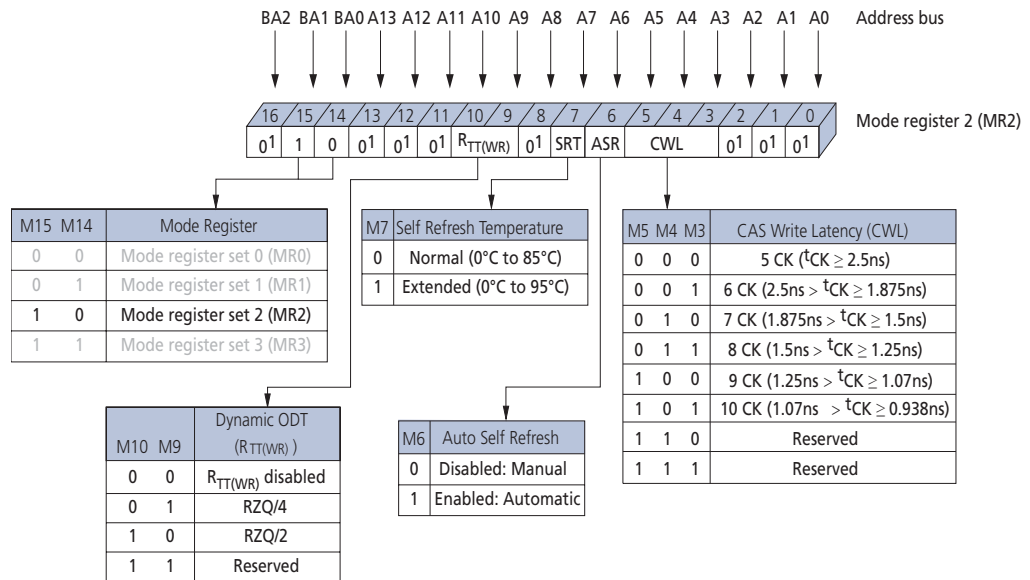 BA2 BA1 BA0 A13 A12 A11 A10 A9 A8 A7 A6 A5 A4 A3 A2 A1 A0 Address bus
16 15 14 13 12 11 10 9 8 7 6 5 4 3 2 1 0 Mode register 2 (MR2)
0¹ 1 0 0¹ 0¹ 0¹ RTT(WR) 0¹ SRT ASR CWL 0¹ 0¹ 0¹
M15 M14 Mode Register
0 0 Mode register set 0 (MR0)
0 1 Mode register set 1 (MR1)
1 0 Mode register set 2 (MR2)
1 1 Mode register set 3 (MR3)
M7 Self Refresh Temperature
0 Normal (0°C to 85°C)
1 Extended (0°C to 95°C)
M5 M4 M3 CAS Write Latency (CWL)
0 0 0 5 CK (tCK ≥ 2.5ns)
0 0 1 6 CK (2.5ns > tCK ≥ 1.875ns)
0 1 0 7 CK (1.875ns > tCK ≥ 1.5ns)
0 1 1 8 CK (1.5ns > tCK ≥ 1.25ns)
1 0 0 9 CK (1.25ns > tCK ≥ 1.07ns)
1 0 1 10 CK (1.07ns > tCK ≥ 0.938ns)
1 1 0 Reserved
1 1 1 Reserved
M10 M9 Dynamic ODT
(RTT(WR) )
0 0 RTT(WR) disabled
0 1 RZQ/4
1 0 RZQ/2
1 1 Reserved
M6 Auto Self Refresh
0 Disabled: Manual
1 Enabled: Automatic